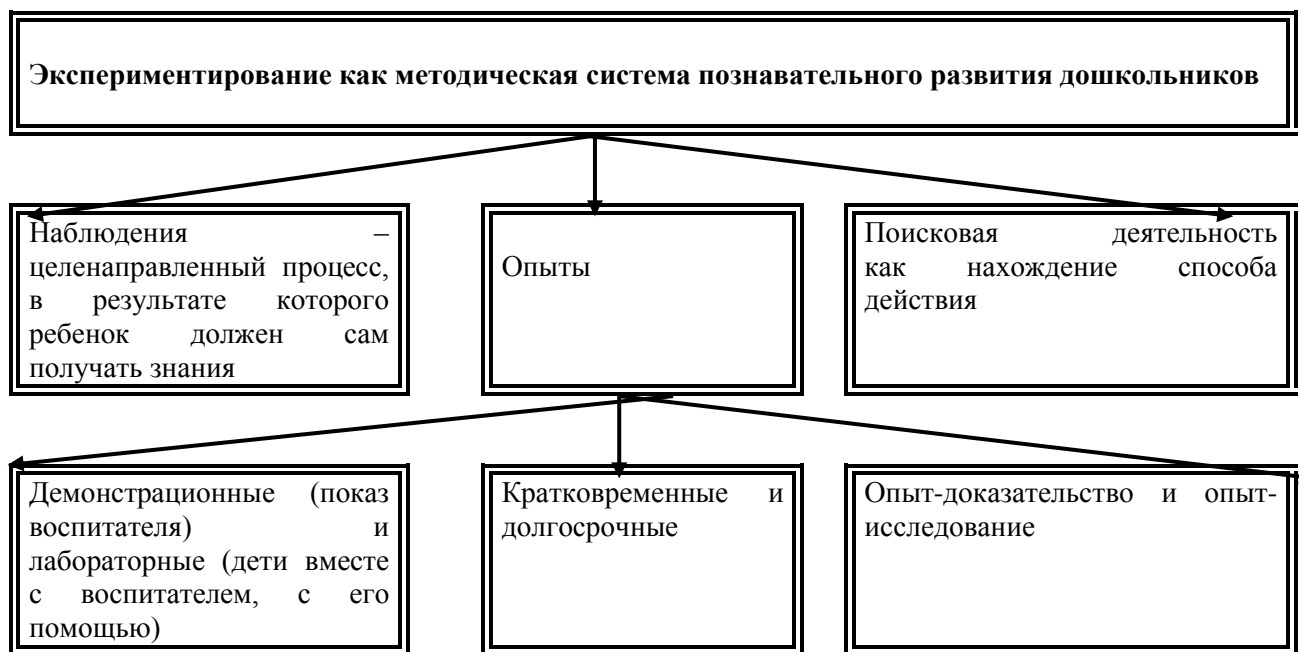 Экспериментирование как методическая система познавательного развития дошкольников
Наблюдения –
целенаправленный процесс,
в результате которого
ребенок должен сам
получать знания
Опыты
Поисковая деятельность
как нахождение способа
действия
Демонстрационные (показ
воспитателя) и
лабораторные (дети вместе
с воспитателем, с его
помощью)
Кратковременные и
долгосрочные
Опыт-доказательство и опыт-
исследование